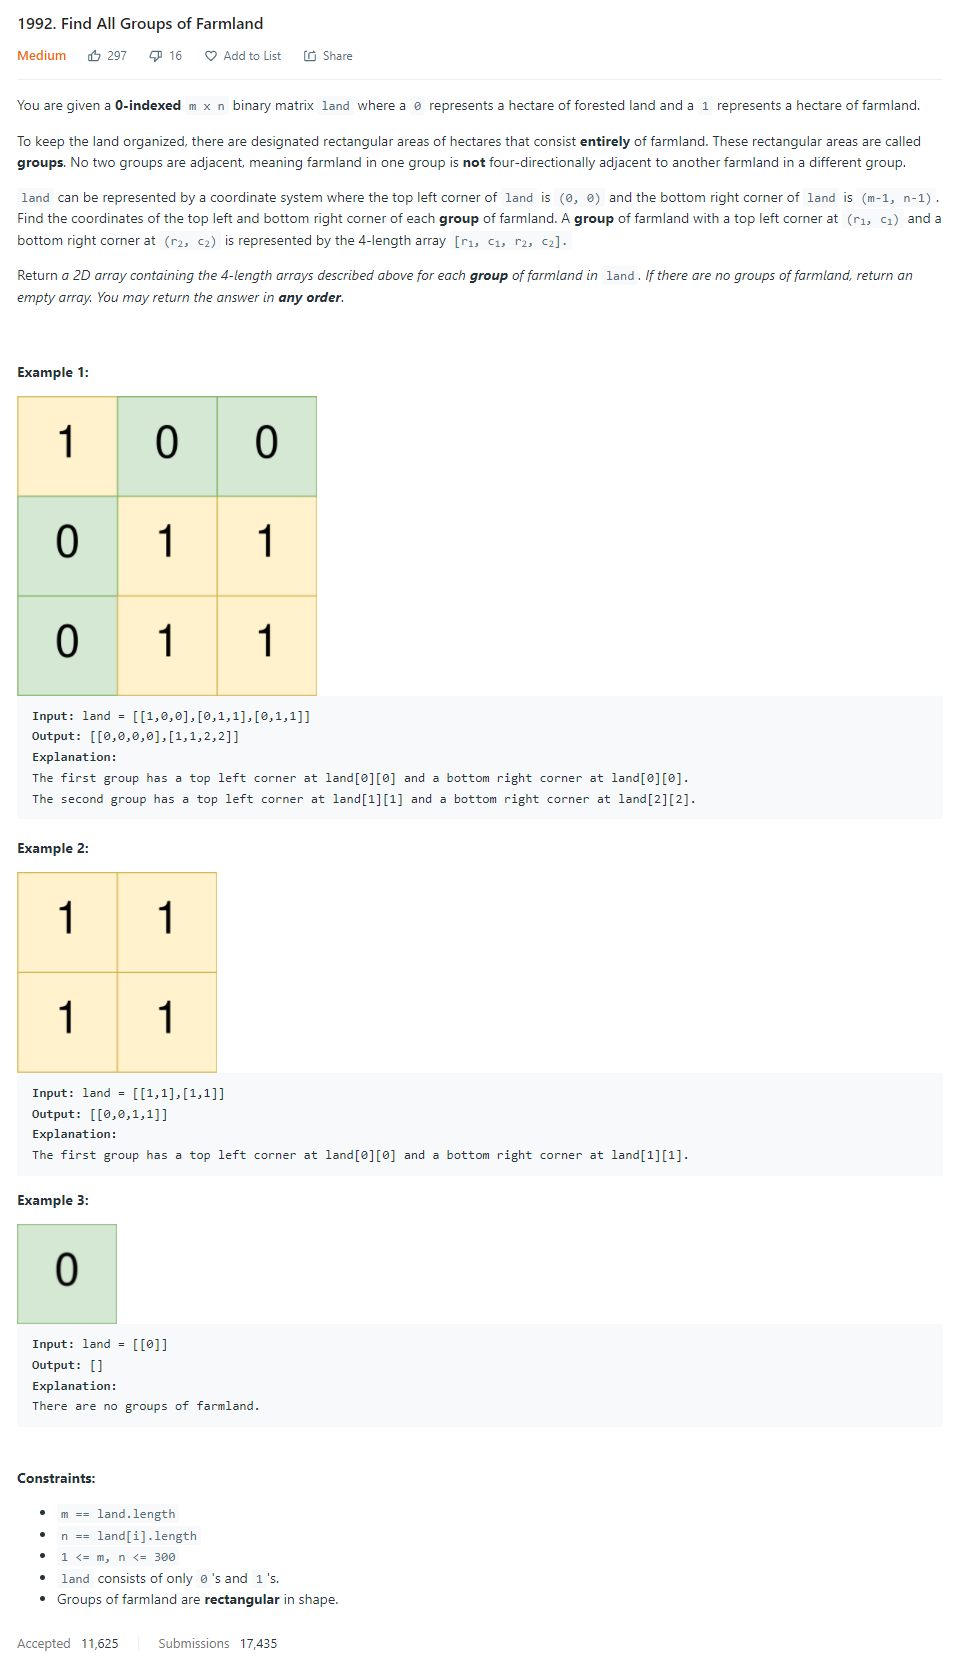 1992. Find All Groups of Farmland
Medium 297 16 Add to List Share
You are given a 0-indexed m x n binary matrix land where a 0 represents a hectare of forested land and a 1 represents a hectare of farmland.
To keep the land organized, there are designated rectangular areas of hectares that consist entirely of farmland. These rectangular areas are called
groups. No two groups are adjacent, meaning farmland in one group is not four-directionally adjacent to another farmland in a different group.
land can be represented by a coordinate system where the top left corner of land is (0, 0) and the bottom right corner of land is (m-1, n-1) .
Find the coordinates of the top left and bottom right corner of each group of farmland. A group of farmland with a top left corner at (r₁, c₁) and a
bottom right corner at (r₂, c₂) is represented by the 4-length array [r₁, c₁, r₂, c₂].
Return a 2D array containing the 4-length arrays described above for each group of farmland in land . If there are no groups of farmland, return an
empty array. You may return the answer in any order.
Example 1:
1 0 0
0 1 1
0 1 1
Input: land = [[1,0,0],[0,1,1],[0,1,1]]
Output: [[0,0,0,0],[1,1,2,2]]
Explanation:
The first group has a top left corner at land[0][0] and a bottom right corner at land[0][0].
The second group has a top left corner at land[1][1] and a bottom right corner at land[2][2].
Example 2:
1 1
1 1
Input: land = [[1,1],[1,1]]
Output: [[0,0,1,1]]
Explanation:
The first group has a top left corner at land[0][0] and a bottom right corner at land[1][1].
Example 3:
0
Input: land = [[0]]
Output: []
Explanation:
There are no groups of farmland.
Constraints:
• m == land.length
• n == land[i].length
• 1 <= m, n <= 300
• land consists of only 0 's and 1 's.
• Groups of farmland are rectangular in shape.
Accepted 11,625 Submissions 17,435